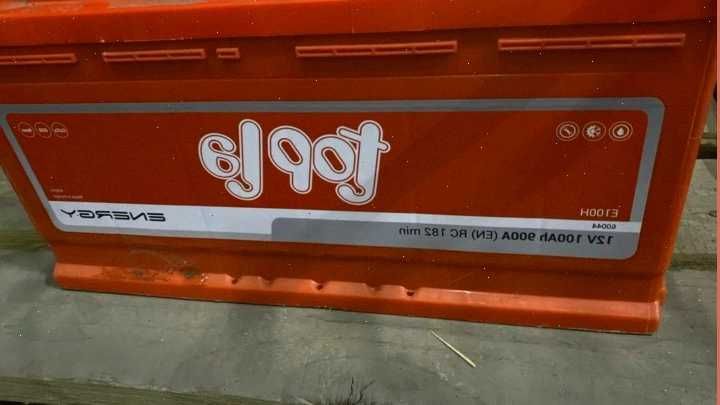 topla
E100H
60044
12V 100Ah 900A (EN) RC 182 min
ENERGY